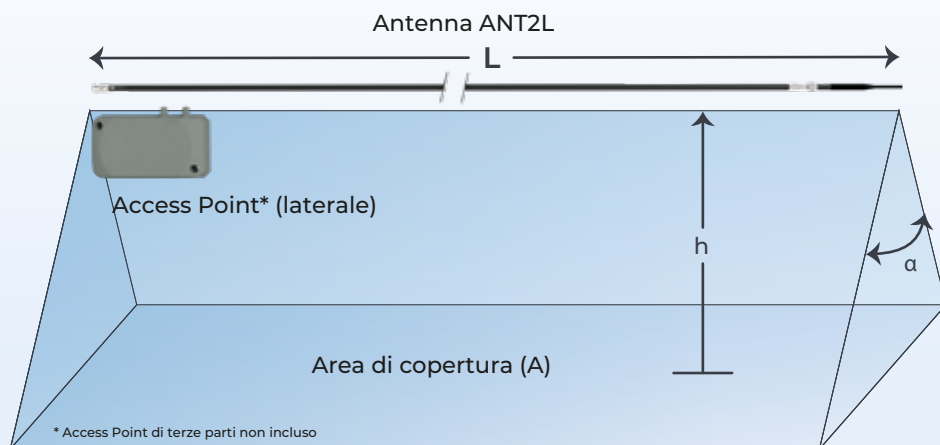 Antenna ANT2L
L
Access Point* (laterale)
h
α
Area di copertura (A)
* Access Point di terze parti non incluso